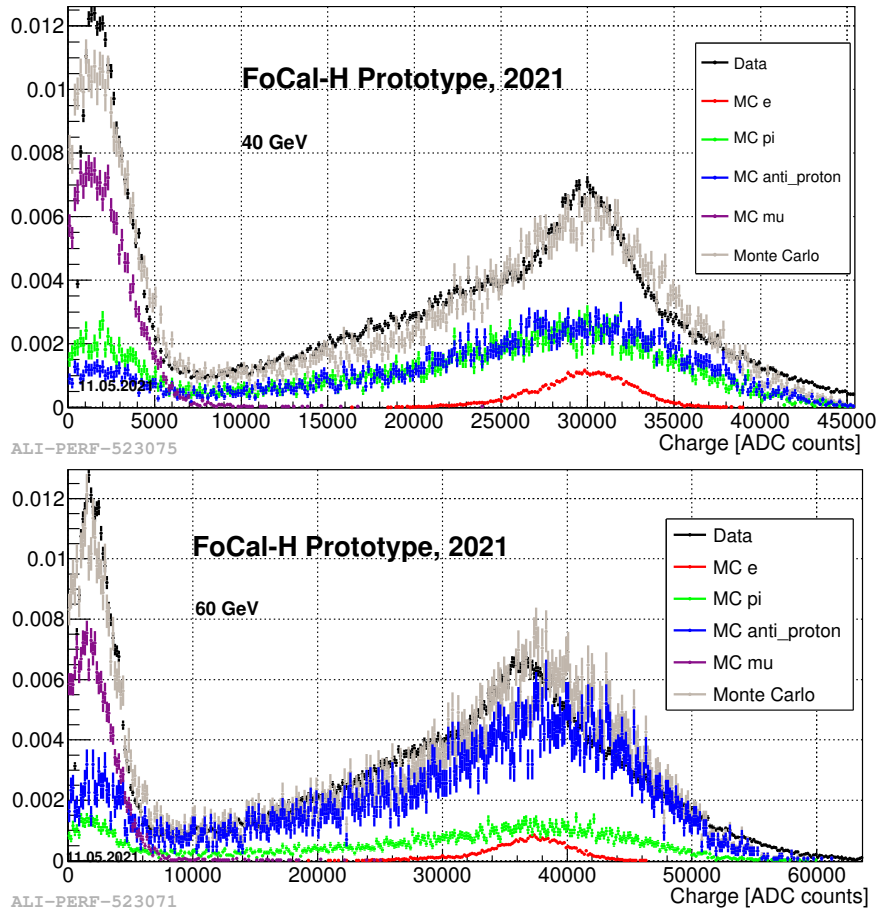 0.012
0.01
0.008
0.006
0.004
0.002
0
FoCal-H Prototype, 2021
40 GeV
Data
MC e
MC pi
MC anti_proton
MC mu
Monte Carlo
11.05.2021
0 5000 10000 15000 20000 25000 30000 35000 40000 45000
Charge [ADC counts]
ALI-PERF-523075
0.012
0.01
0.008
0.006
0.004
0.002
0
FoCal-H Prototype, 2021
60 GeV
Data
MC e
MC pi
MC anti_proton
MC mu
Monte Carlo
11.05.2021
0 10000 20000 30000 40000 50000 60000
Charge [ADC counts]
ALI-PERF-523071